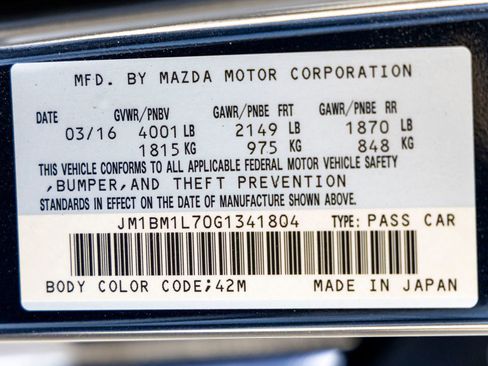 MFD. BY MAZDA MOTOR CORPORATION
DATE GVWR/PNBV GAWR/PNBE FRT GAWR/PNBE RR
03/16 4001 LB 2149 LB 1870 LB
1815 KG 975 KG 848 KG
THIS VEHICLE CONFORMS TO ALL APPLICABLE FEDERAL MOTOR VEHICLE SAFETY
,BUMPER,AND THEFT PREVENTION
STANDARDS IN EFFECT ON THE DATE OF MANUFACTURE SHOWN ABOVE.
JM1BM1L70G1341804 TYPE: PASS CAR
BODY COLOR CODE;42M MADE IN JAPAN